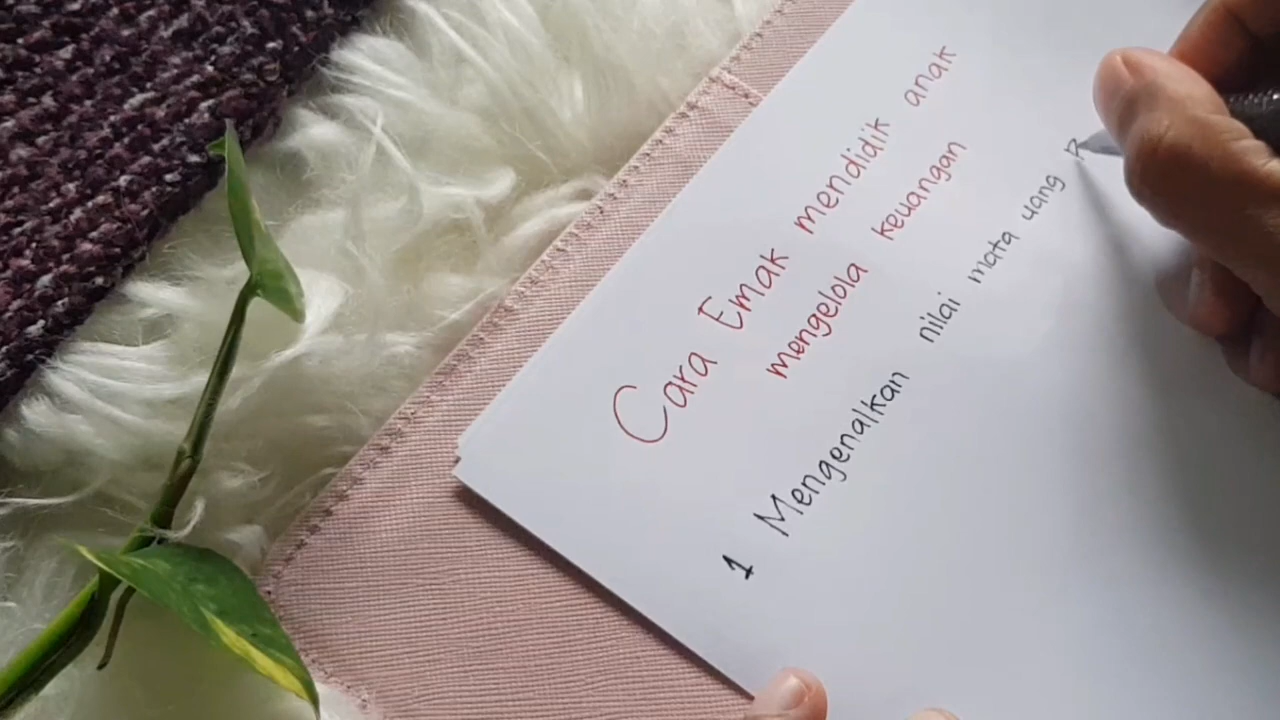 Cara Emak mendidik anak
mengelola keuangan
1 Mengenalkan nilai mata uang R